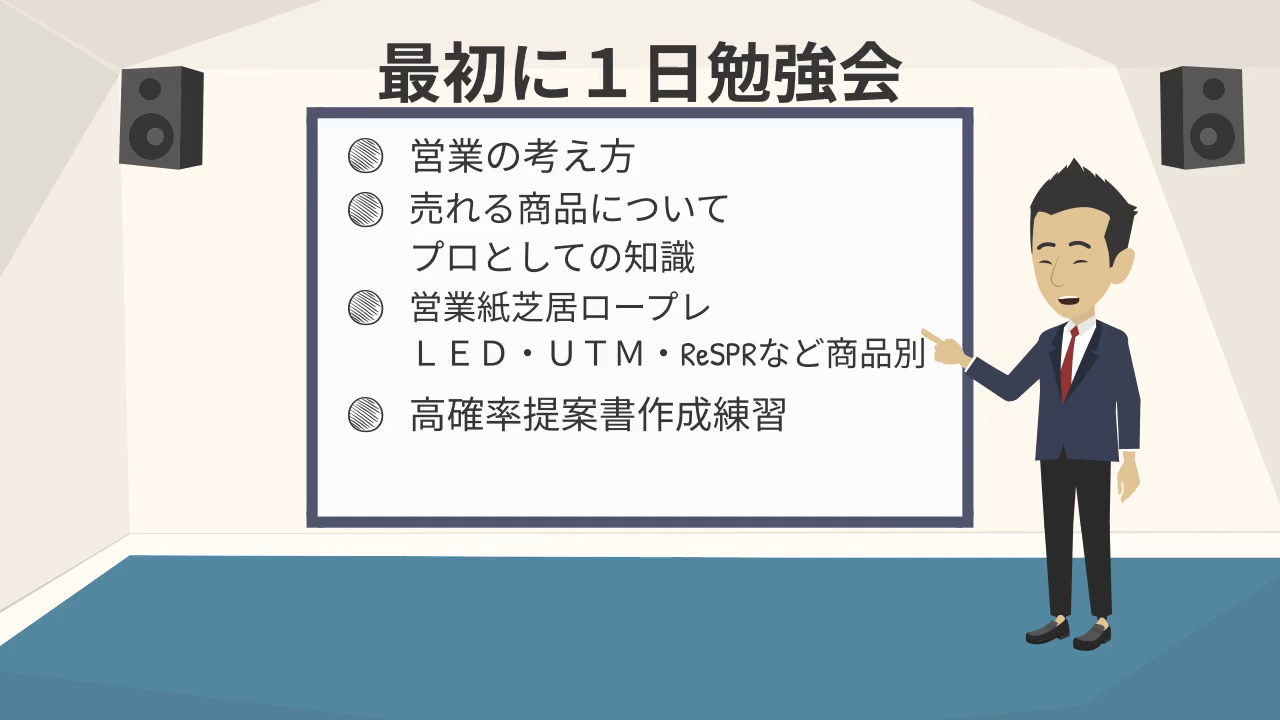 最初に１日勉強会
営業の考え方
売れる商品について
プロとしての知識
営業紙芝居ロープレ
ＬＥＤ・ＵＴＭ・ReSPRなど商品別
高確率提案書作成練習